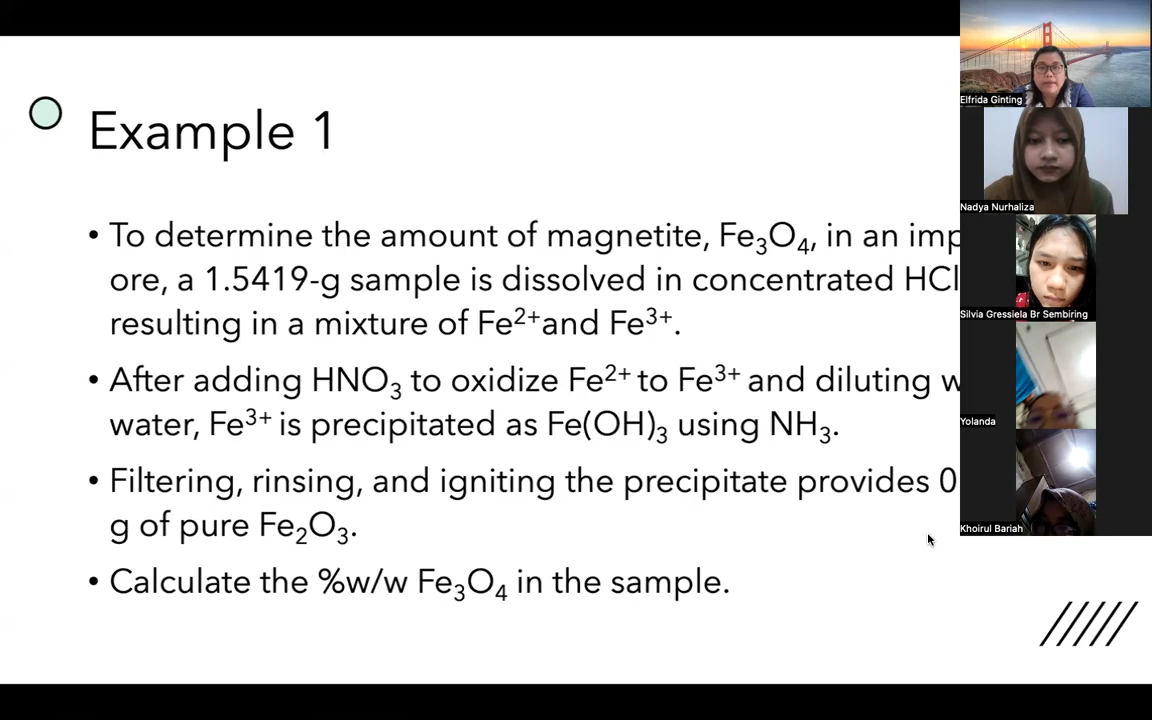 Example 1
• To determine the amount of magnetite, Fe₃O₄, in an imp
ore, a 1.5419-g sample is dissolved in concentrated HCl
resulting in a mixture of Fe²⁺and Fe³⁺.
• After adding HNO₃ to oxidize Fe²⁺ to Fe³⁺ and diluting w
water, Fe³⁺ is precipitated as Fe(OH)₃ using NH₃.
• Filtering, rinsing, and igniting the precipitate provides 0
g of pure Fe₂O₃.
• Calculate the %w/w Fe₃O₄ in the sample.
Elfrida Ginting
Nadya Nurhaliza
Silvia Gressiela Br Sembiring
Yolanda
Khoirul Bariah